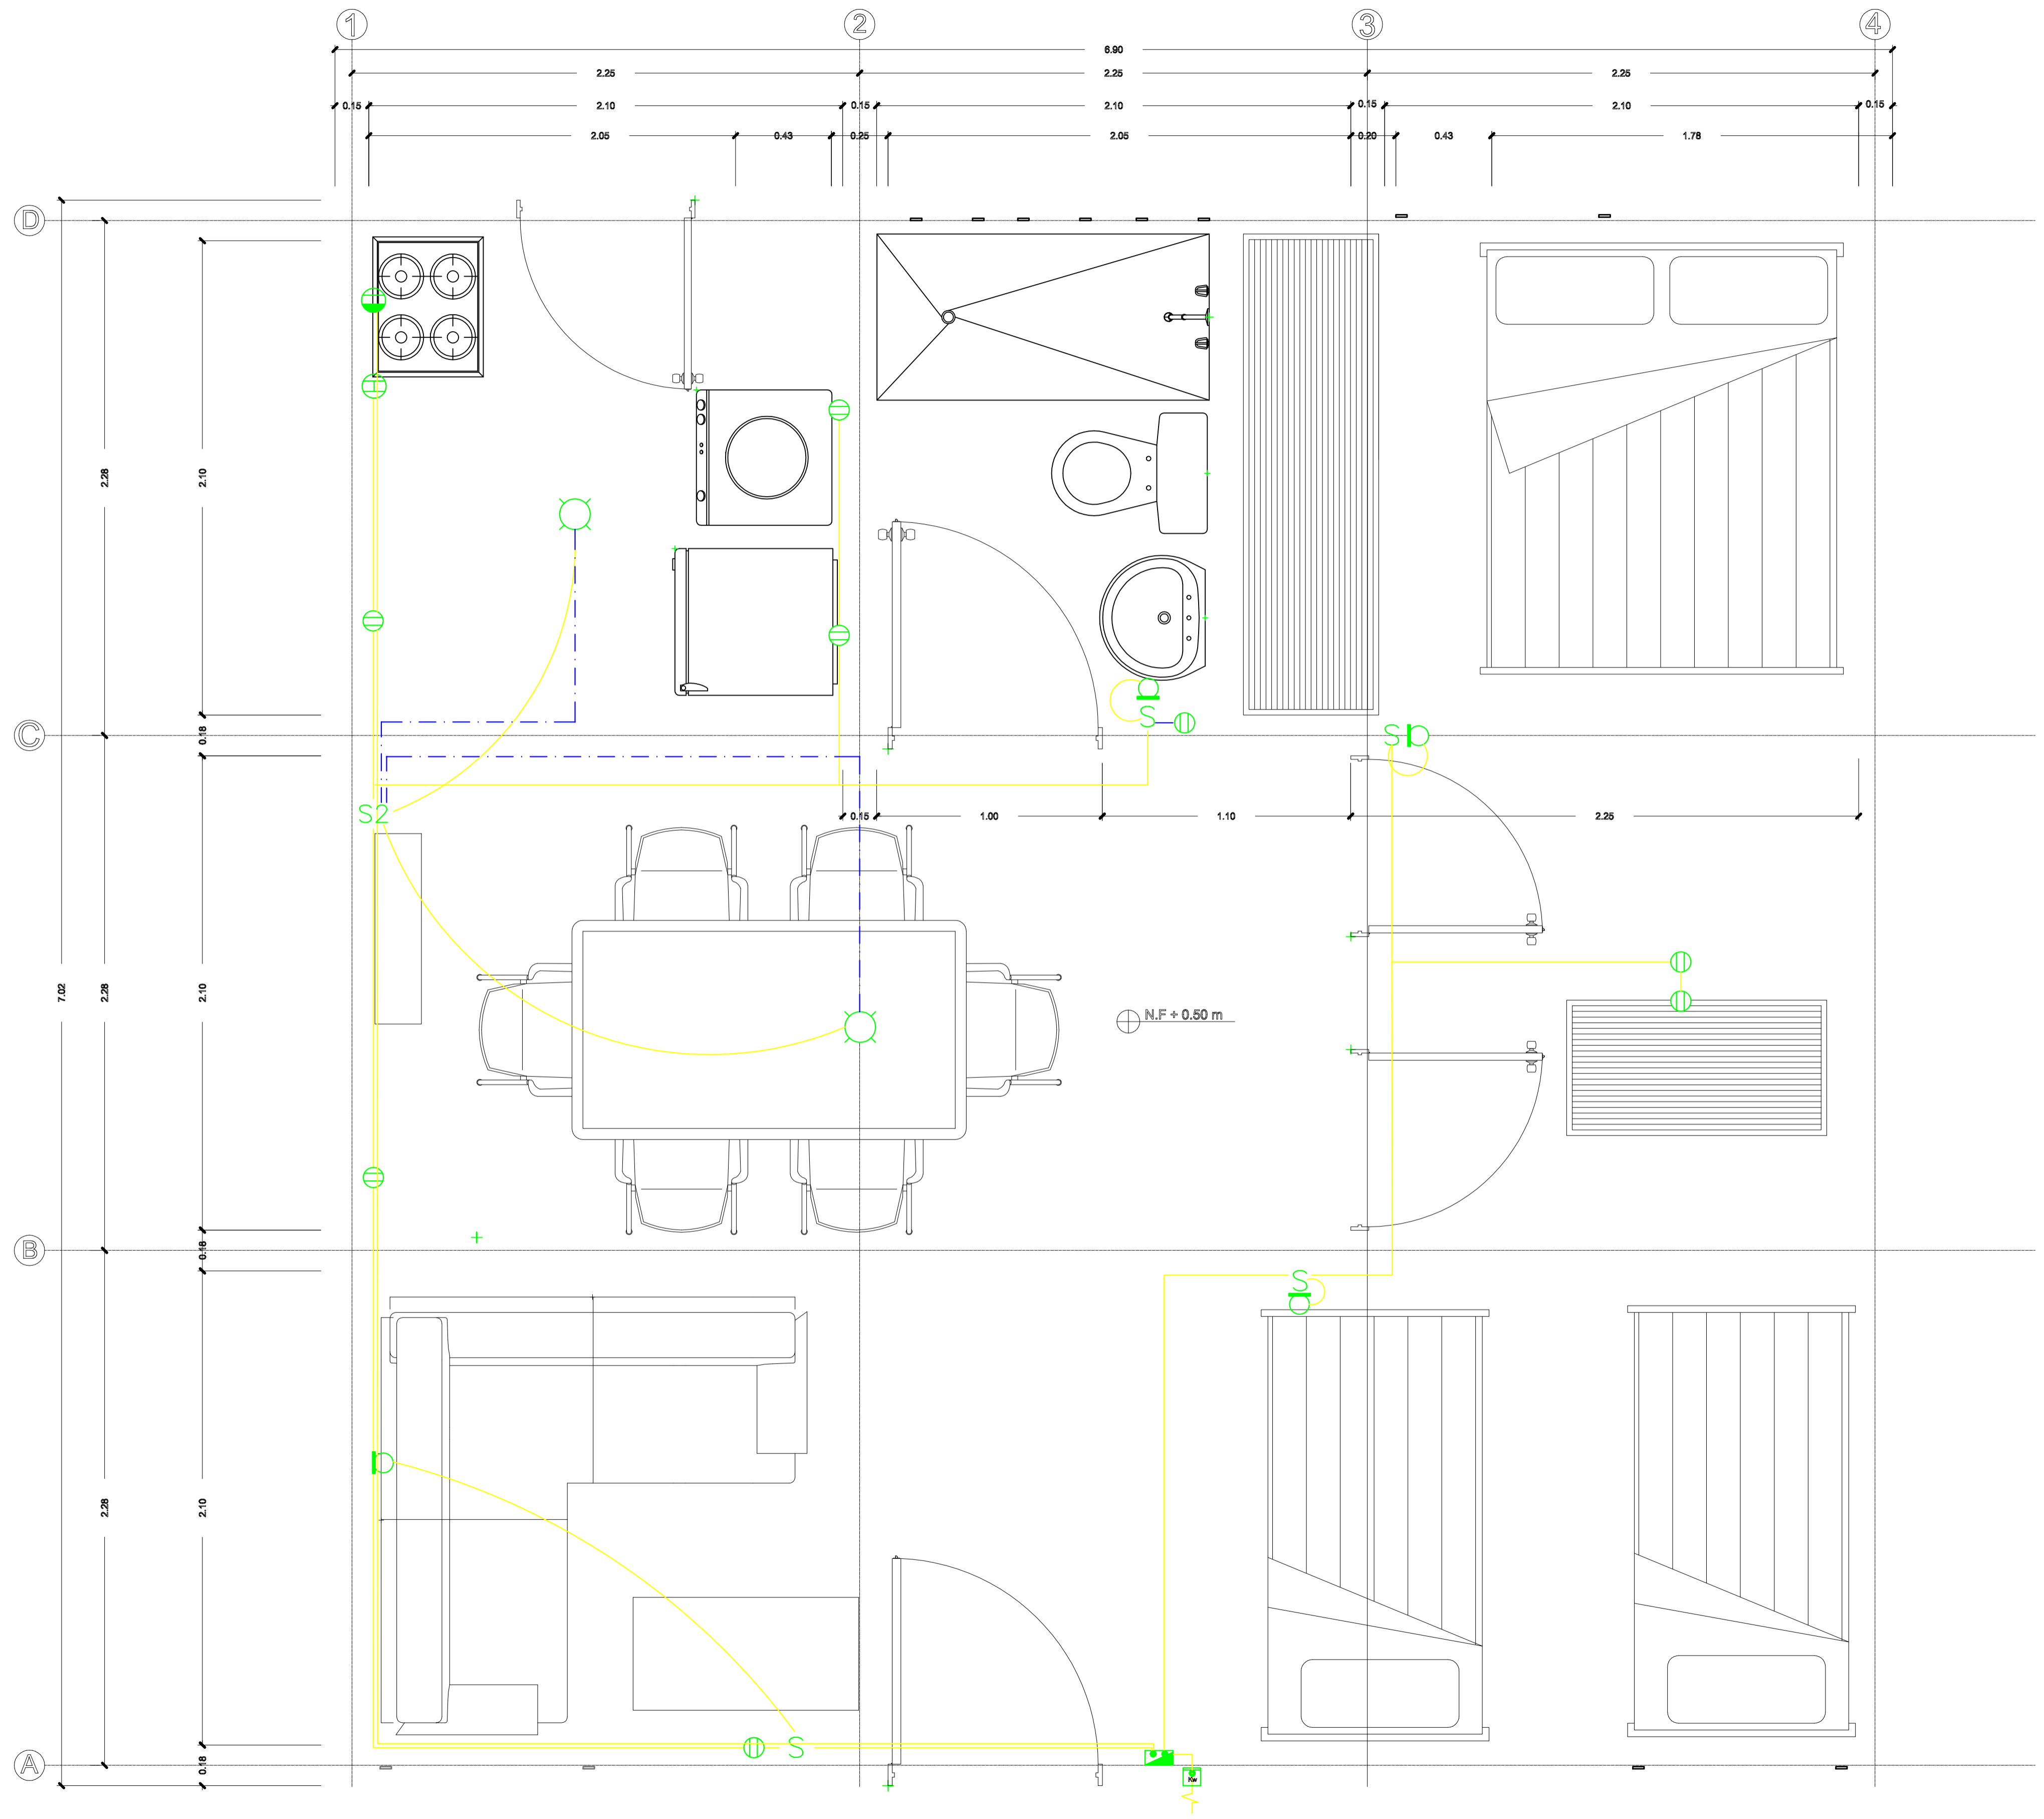 1 2 3 4
6.90
2.25 2.25 2.25
0.15 2.10 0.15 2.10 0.15 2.10 0.15
2.05 0.43 0.25 2.05 0.20 0.43 1.78
D
2.28 2.10
S
C
S
0.18
S2
0.15 1.00 1.10 2.25
7.02 2.28 2.10
N.F + 0.50 m
B
0.18
S
2.28 2.10
S
A
0.18
Kw